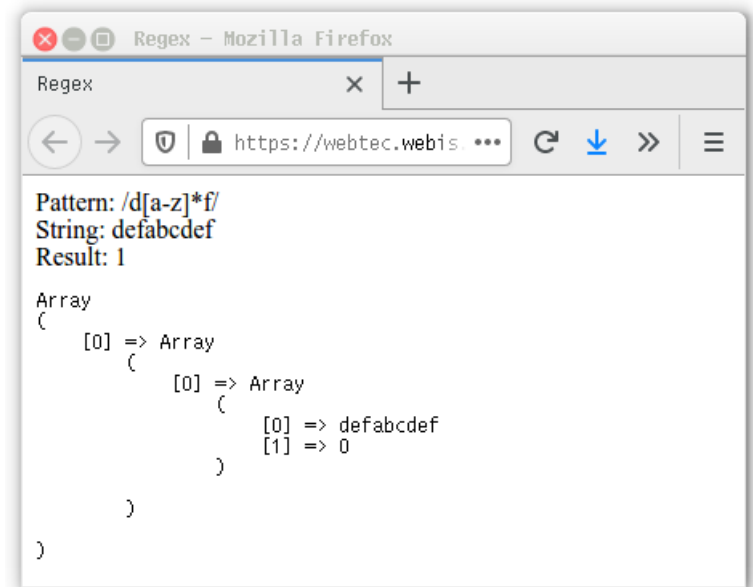 Regex – Mozilla Firefox
Regex
https://webtec.webis.
Pattern: /d[a-z]*f/
String: defabcdef
Result: 1
Array
(
    [0] => Array
        (
            [0] => Array
                (
                    [0] => defabcdef
                    [1] => 0
                )

        )

)